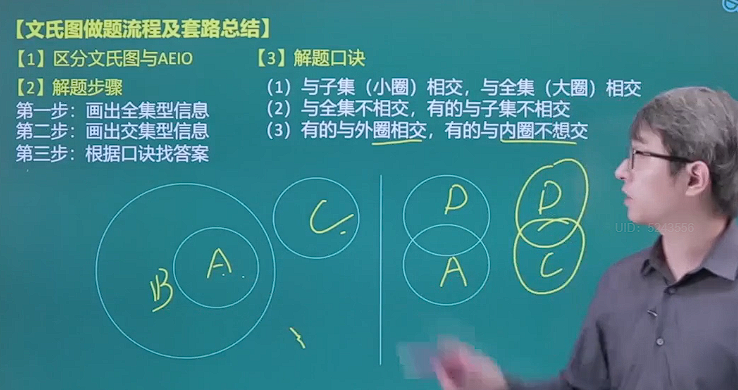 【文氏图做题流程及套路总结】
【1】区分文氏图与AEIO
【2】解题步骤
第一步：画出全集型信息
第二步：画出交集型信息
第三步：根据口诀找答案
【3】解题口诀
（1）与子集（小圈）相交，与全集（大圈）相交
（2）与全集不相交，有的与子集不相交
（3）有的与外圈相交，有的与内圈不想交
B
A
C
D
A
D
C
UID: 5243558